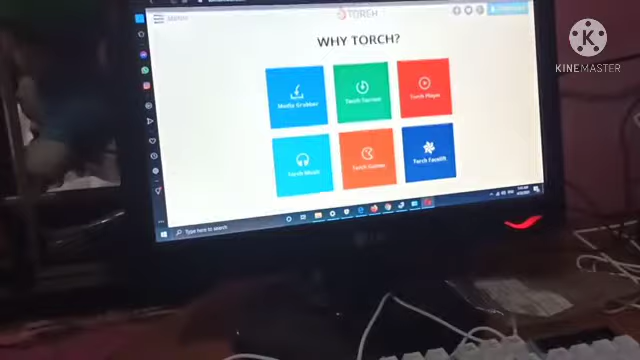 TORCH
WHY TORCH?
Media Grabber
Torch Torrent
Torch Player
Torch Music
Torch Games
Torch Facelift
Type here to search
LG
KINEMASTER